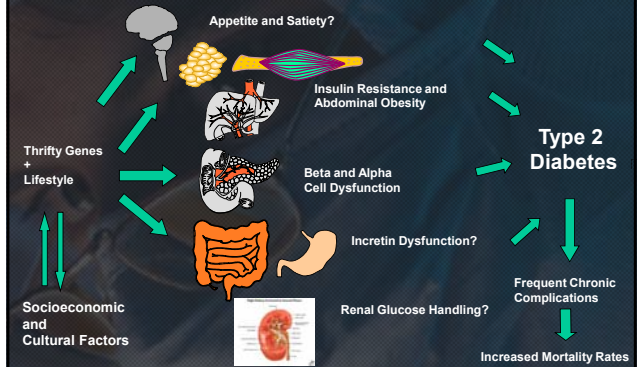 Appetite and Satiety?
Insulin Resistance and
Abdominal Obesity
Thrifty Genes
+
Lifestyle
Beta and Alpha
Cell Dysfunction
Type 2
Diabetes
Incretin Dysfunction?
Socioeconomic
and
Cultural Factors
Renal Glucose Handling?
Frequent Chronic
Complications
Increased Mortality Rates